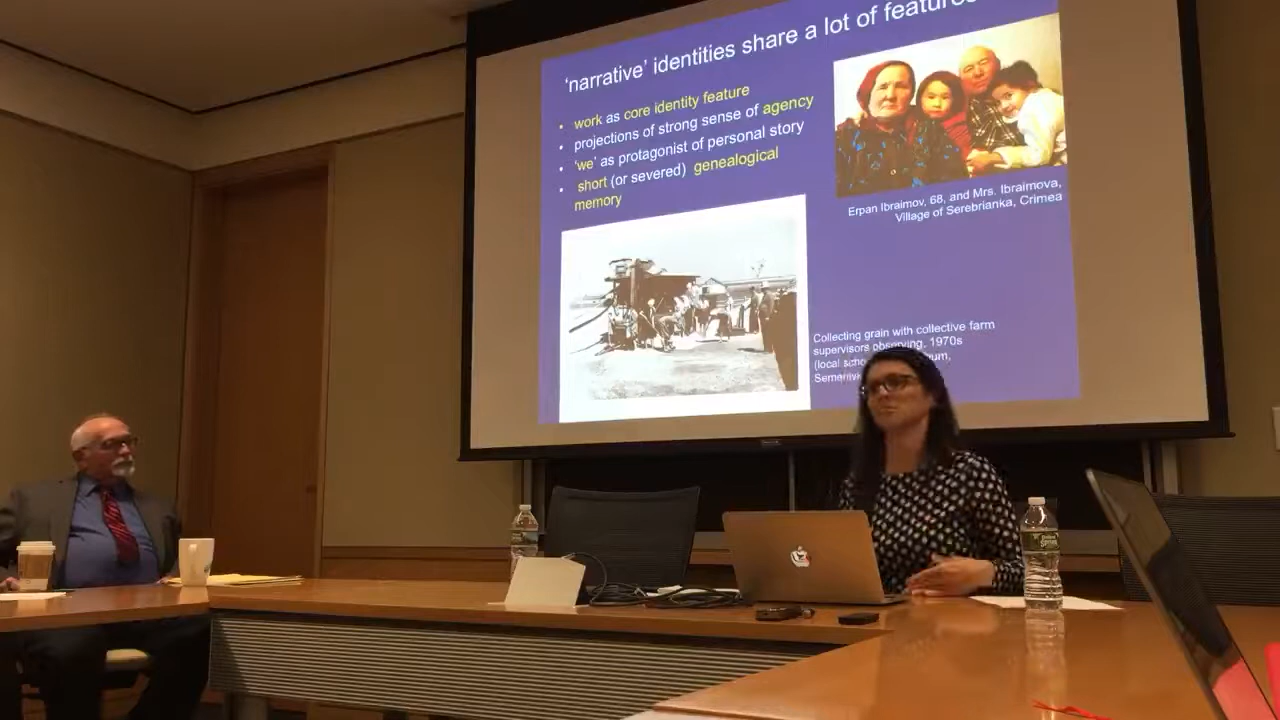 ‘narrative’ identities share a lot of features
• work as core identity feature
• projections of strong sense of agency
• ‘we’ as protagonist of personal story
• short (or severed) genealogical
memory
Erpan Ibraimov, 68, and Mrs. Ibraimova,
Village of Serebrianka, Crimea
Collecting grain with collective farm
supervisors observing, 1970s
(local